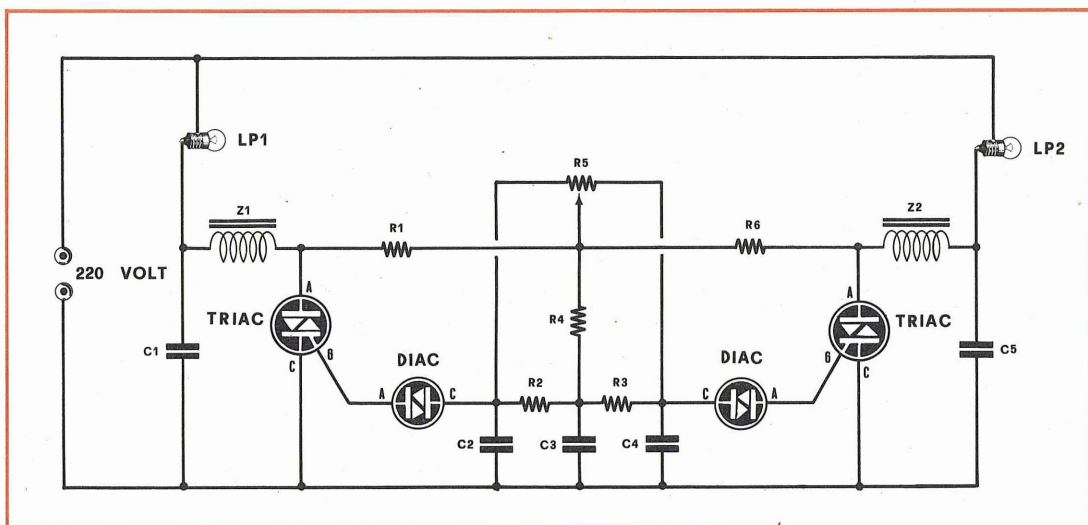 LP1
R5
LP2
Z1
R1
R6
Z2
220 VOLT
A
TRIAC
G
C
C1
R4
A
TRIAC
G
C
C5
DIAC
A
C
R2
R3
DIAC
C
A
C2
C3
C4